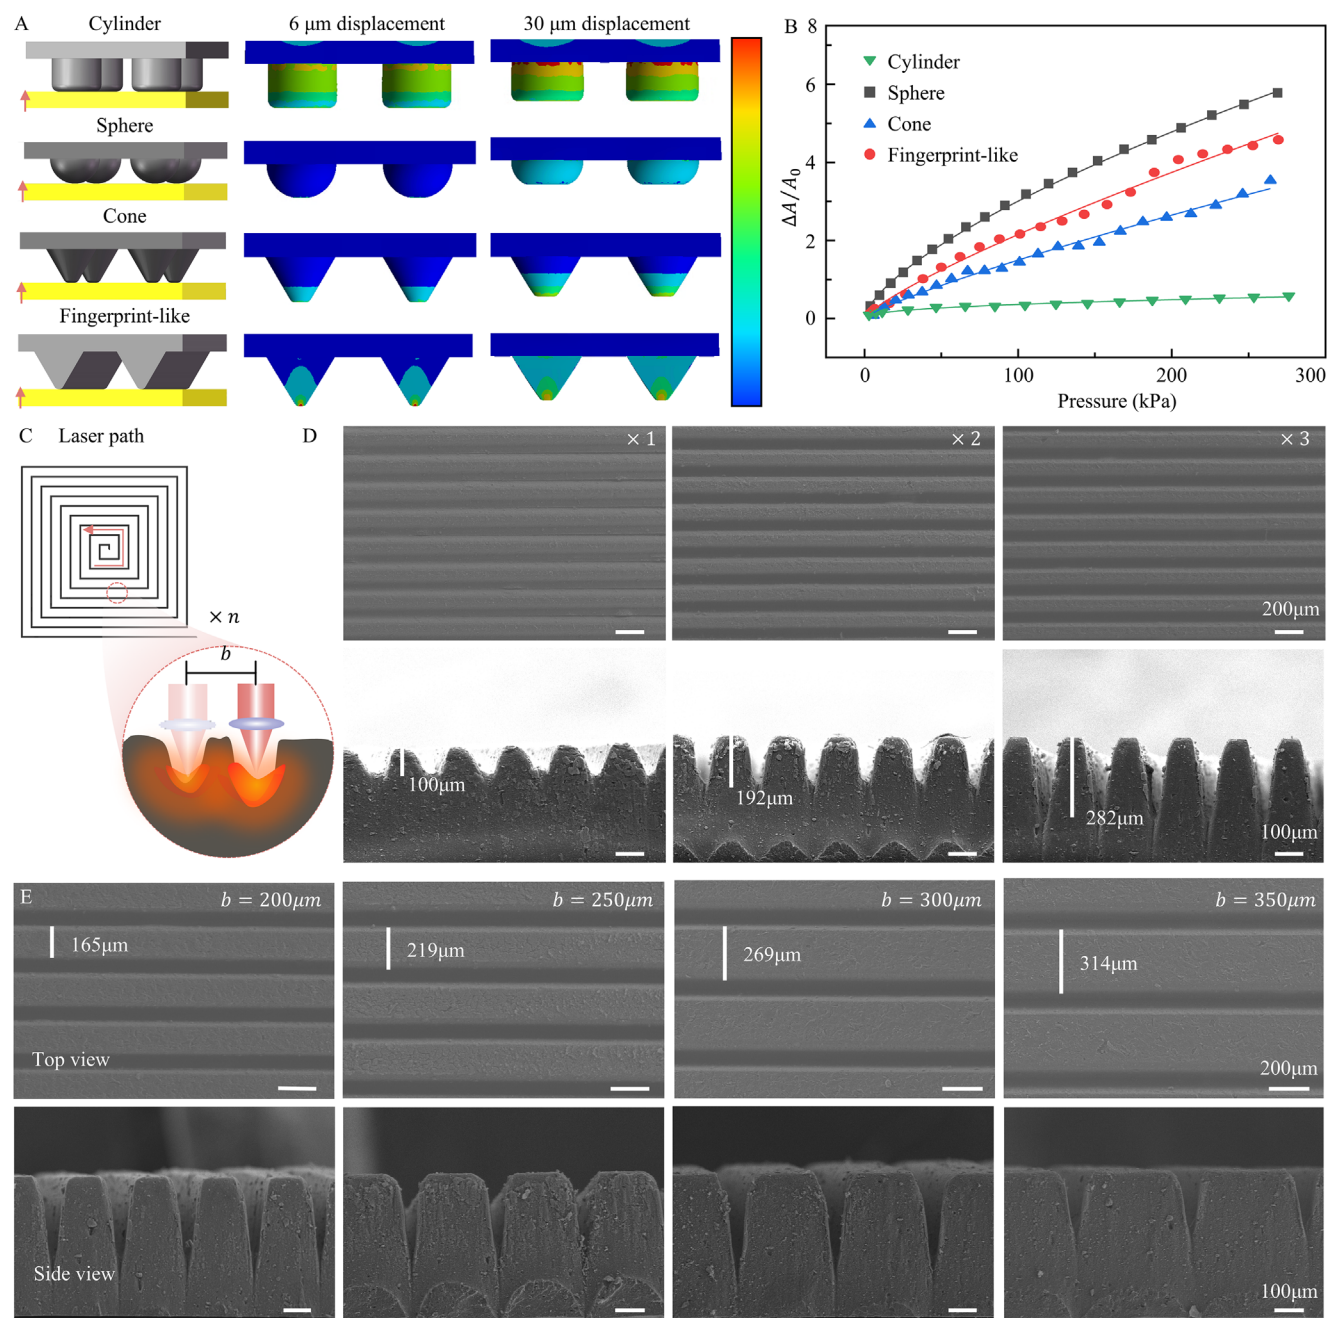 A
Cylinder
6 μm displacement
30 μm displacement
Sphere
Cone
Fingerprint-like
B
8
6
4
2
0
ΔA/A0
Cylinder
Sphere
Cone
Fingerprint-like
0
100
200
300
Pressure (kPa)
C
Laser path
× n
b
D
× 1
× 2
× 3
200μm
100μm
192μm
282μm
100μm
E
b = 200μm
b = 250μm
b = 300μm
b = 350μm
165μm
219μm
269μm
314μm
Top view
200μm
Side view
100μm